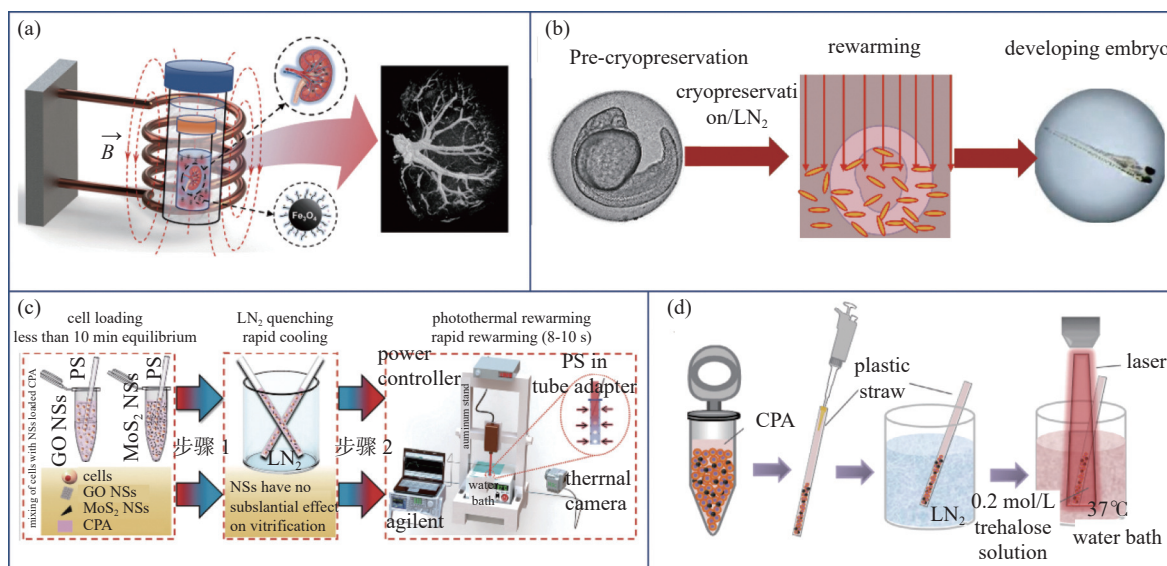 (a)
B
Fe₃O₄
(b)
Pre-cryopreservation
cryopreservati
on/LN₂
rewarming
developing embryo
(c)
cell loading
less than 10 min equilibrium
mixing of cells with NSs loaded CPA
GO NSs
PS
MoS₂ NSs
PS
cells
GO NSs
MoS₂ NSs
CPA
步骤 1
LN₂ quenching
rapid cooling
LN₂
NSs have no
substantial effect
on vitrification
步骤 2
photothermal rewarming
rapid rewarming (8-10 s)
power
controller
auminum stand
PS in
tube adapter
water
bath
agilent
therrnal
camera
(d)
CPA
plastic
straw
LN₂
0.2 mol/L
trehalose
solution
laser
37℃
water bath